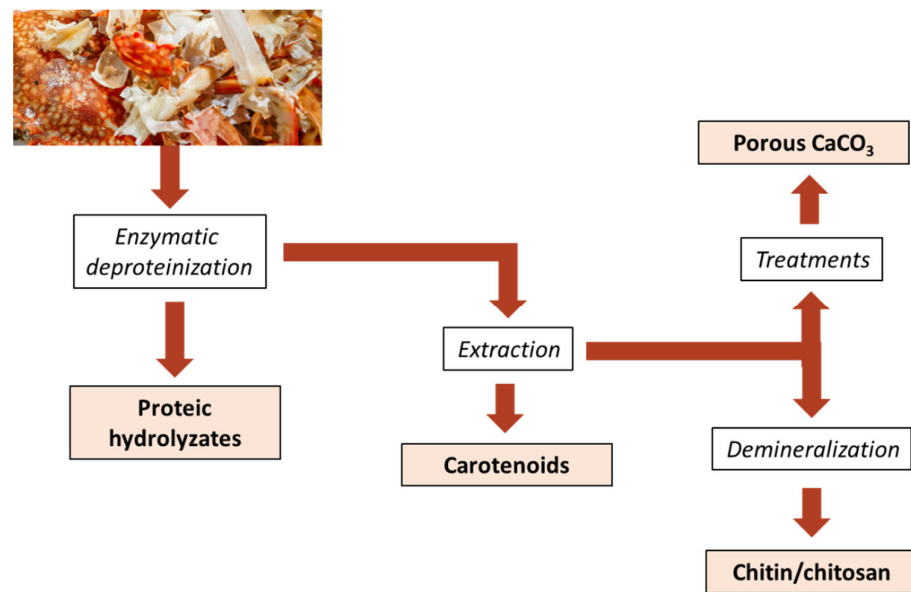 Enzymatic
deproteinization
Proteic
hydrolyzates
Extraction
Carotenoids
Porous CaCO₃
Treatments
Demineralization
Chitin/chitosan